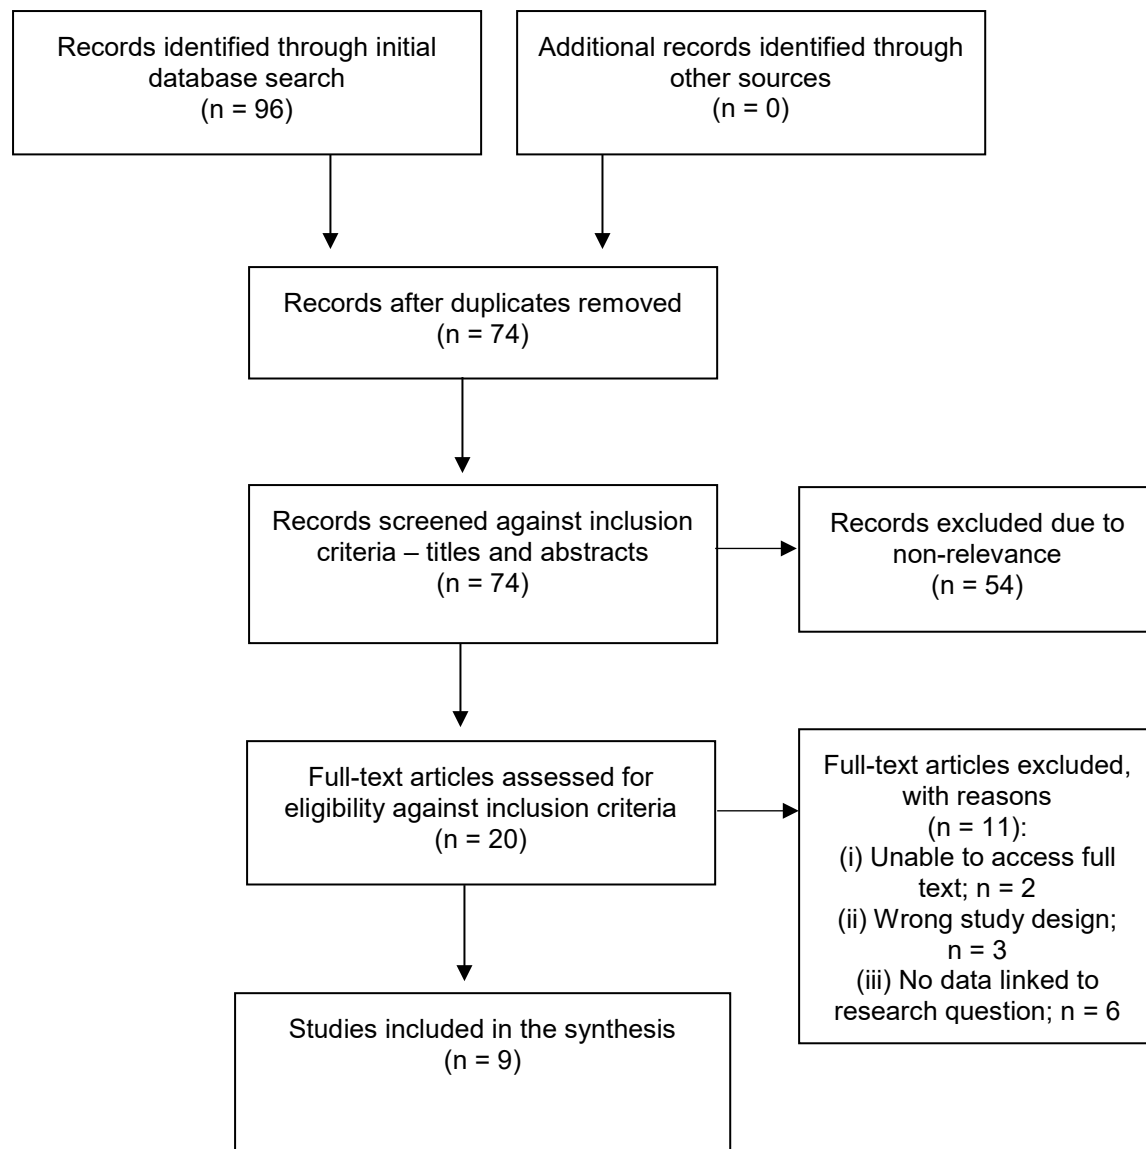 Records identified through initial
database search
(n = 96)
Additional records identified through
other sources
(n = 0)
Records after duplicates removed
(n = 74)
Records screened against inclusion
criteria – titles and abstracts
(n = 74)
Records excluded due to
non-relevance
(n = 54)
Full-text articles assessed for
eligibility against inclusion criteria
(n = 20)
Full-text articles excluded,
with reasons
(n = 11):
(i) Unable to access full
text; n = 2
(ii) Wrong study design;
n = 3
(iii) No data linked to
research question; n = 6
Studies included in the synthesis
(n = 9)